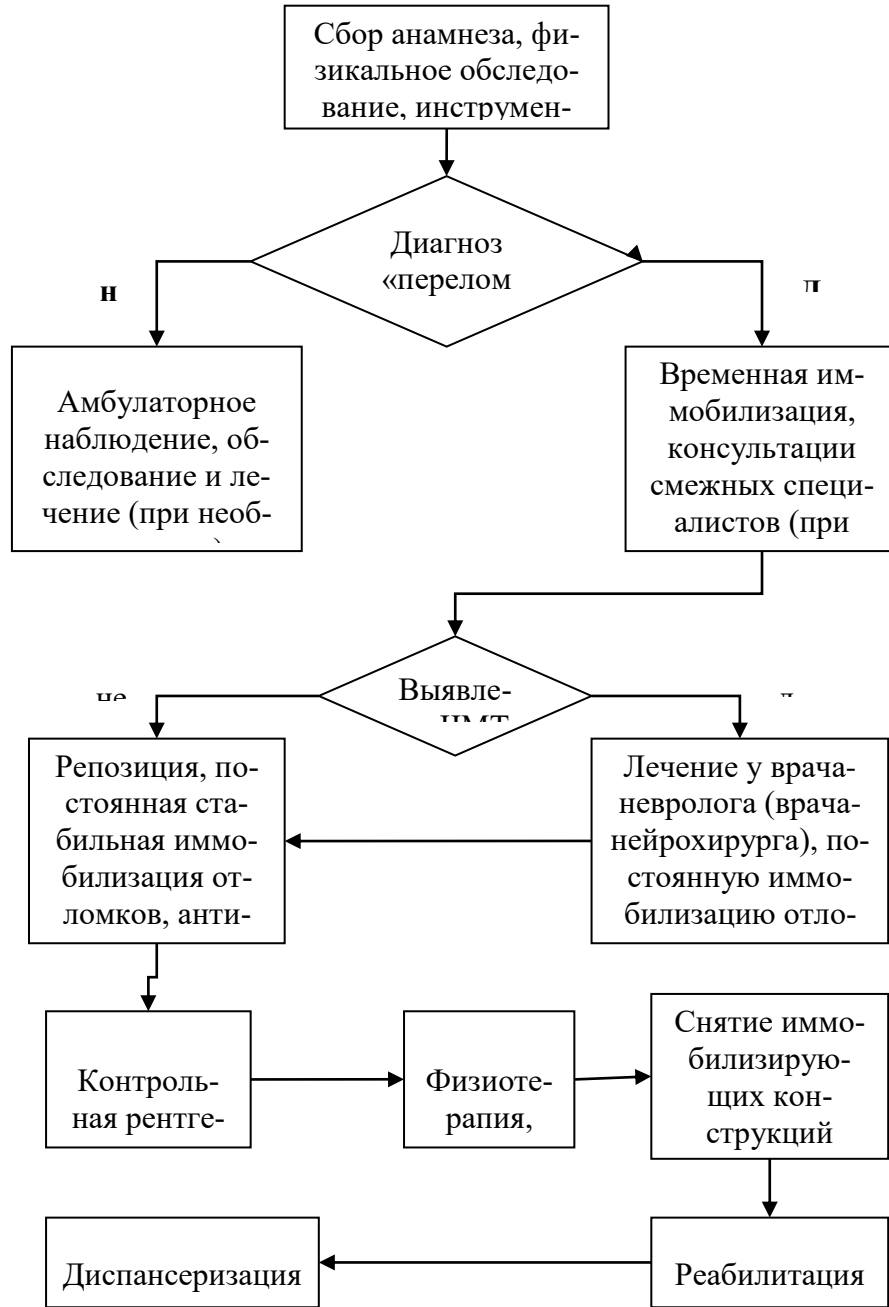 Сбор анамнеза, фи-
зикальное обследо-
вание, инструмен-
Диагноз
«перелом
н
Амбулаторное
наблюдение, об-
следование и ле-
чение (при необ-
Временная им-
мобилизация,
консультации
смежных специ-
алистов (при
Выявле-
не
Репозиция, по-
стоянная ста-
бильная иммо-
билизация от-
ломков, анти-
Лечение у врача-
невролога (врача-
нейрохирурга), по-
стоянную иммо-
билизацию отло-
Контроль-
ная рентге-
Физиоте-
рапия,
Снятие иммо-
билизирую-
щих кон-
струкций
Диспансеризация
Реабилитация